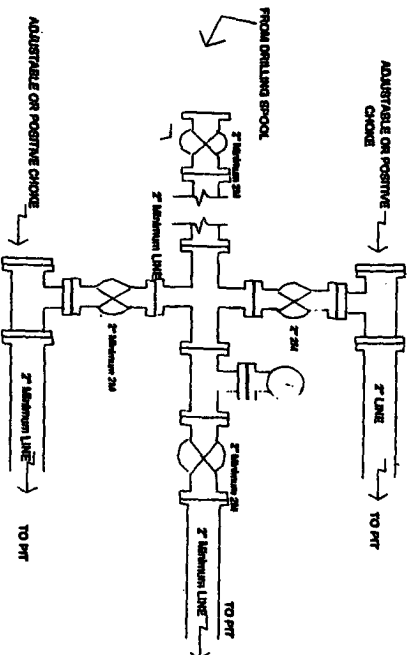 FROM DRILLING SPOOL
ADJUSTABLE OR POSITIVE
CHOKE
ADJUSTABLE OR POSITIVE CHOKE
2" Minimum 2M
2" Minimum LINE
2" 2M
2" LINE
TO PIT
2" Minimum 2M
2" Minimum LINE
TO PIT
2" Minimum 2M
2" Minimum LINE
TO PIT